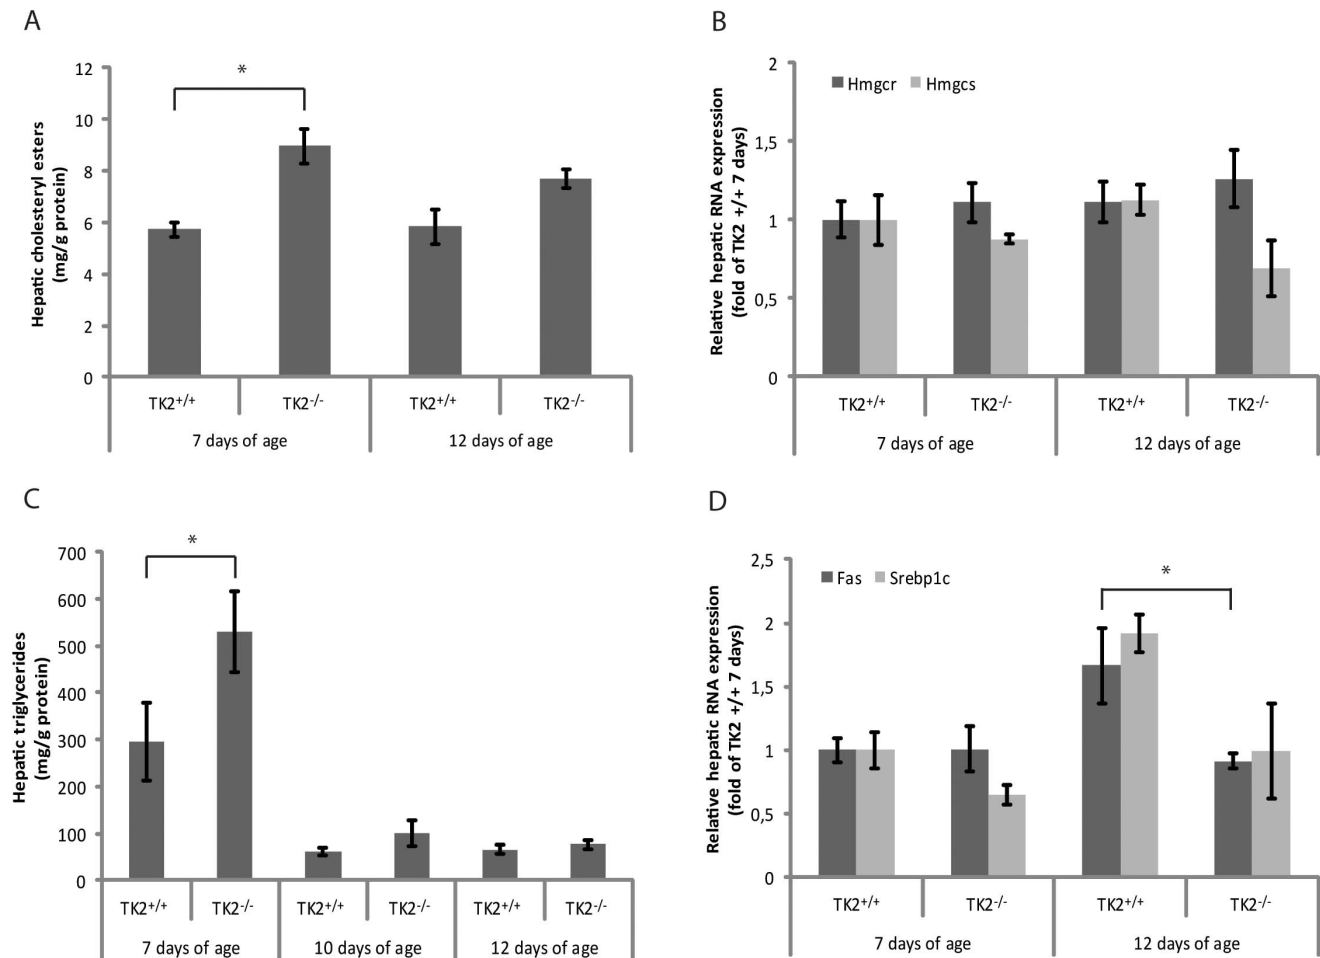 A
Hepatic cholesteryl esters
(mg/g protein)
12
10
8
6
4
2
0
*
TK2+/+ TK2-/- TK2+/+ TK2-/-
7 days of age 12 days of age
B
Relative hepatic RNA expression
(fold of TK2 +/+ 7 days)
2
1,5
1
0,5
0
Hmgcr Hmgcs
TK2+/+ TK2-/- TK2+/+ TK2-/-
7 days of age 12 days of age
C
Hepatic triglycerides
(mg/g protein)
700
600
500
400
300
200
100
0
*
TK2+/+ TK2-/- TK2+/+ TK2-/- TK2+/+ TK2-/-
7 days of age 10 days of age 12 days of age
D
Relative hepatic RNA expression
(fold of TK2 +/+ 7 days)
2,5
2
1,5
1
0,5
0
Fas Srebp1c
*
TK2+/+ TK2-/- TK2+/+ TK2-/-
7 days of age 12 days of age